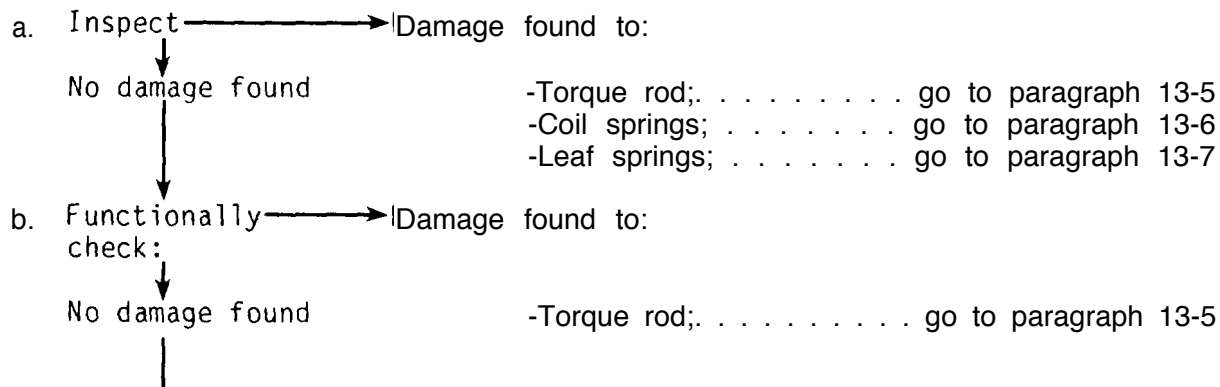 a. Inspect Damage found to:
No damage found -Torque rod;. . . . . . . . . go to paragraph 13-5
-Coil springs; . . . . . . . go to paragraph 13-6
-Leaf springs; . . . . . . . go to paragraph 13-7
b. Functionally Damage found to:
check:
No damage found -Torque rod;. . . . . . . . . . go to paragraph 13-5